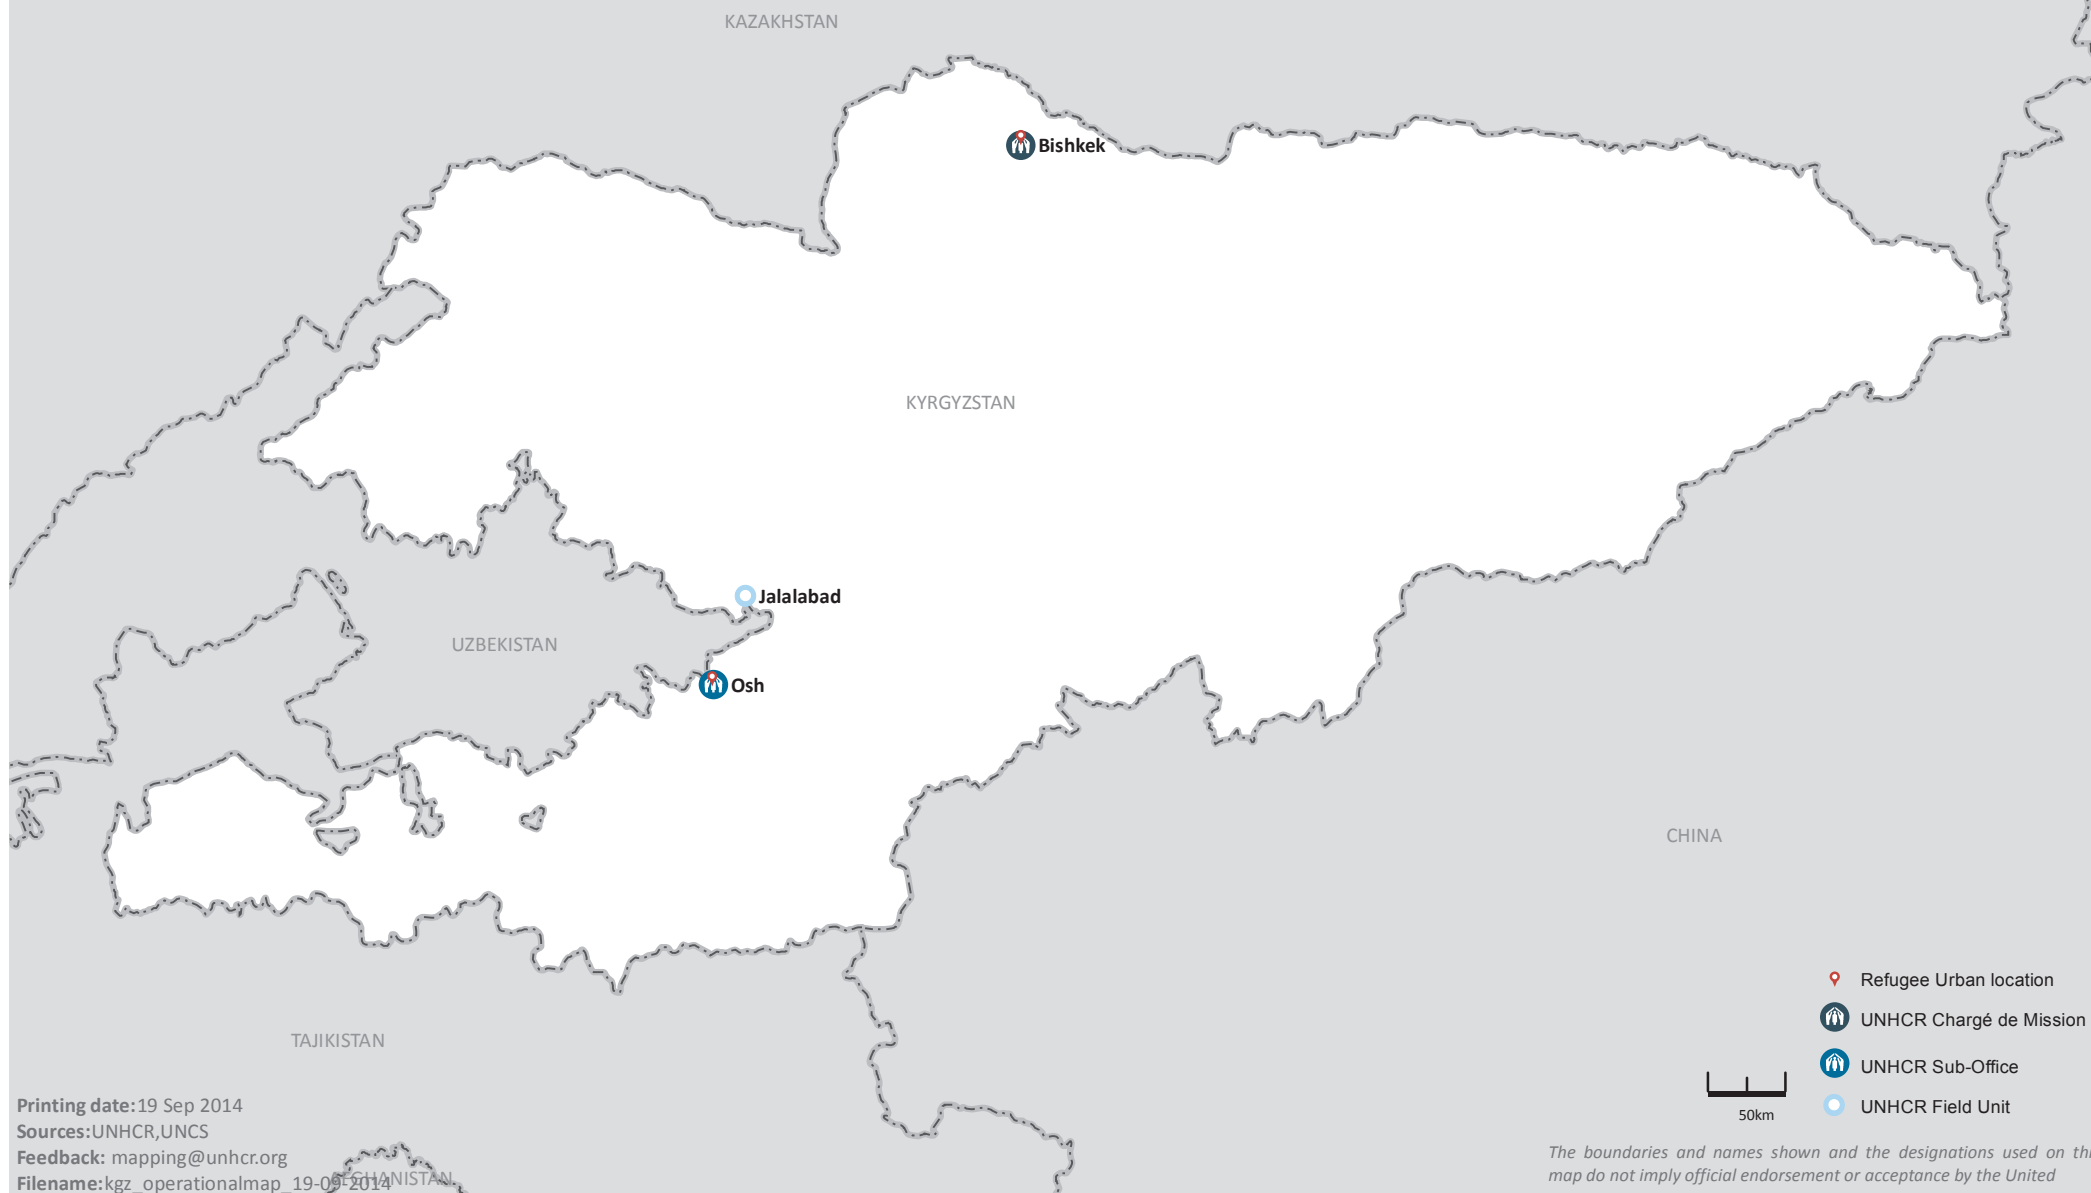 KAZAKHSTAN
Bishkek
KYRGYZSTAN
Jalalabad
UZBEKISTAN
Osh
CHINA
TAJIKISTAN
Refugee Urban location
UNHCR Chargé de Mission
UNHCR Sub-Office
UNHCR Field Unit
50km
Printing date:19 Sep 2014
Sources:UNHCR,UNCS
Feedback: mapping@unhcr.org
AFGHANISTAN
Filename:kgz_operationalmap_19-09-2014
The boundaries and names shown and the designations used on thi
map do not imply official endorsement or acceptance by the United